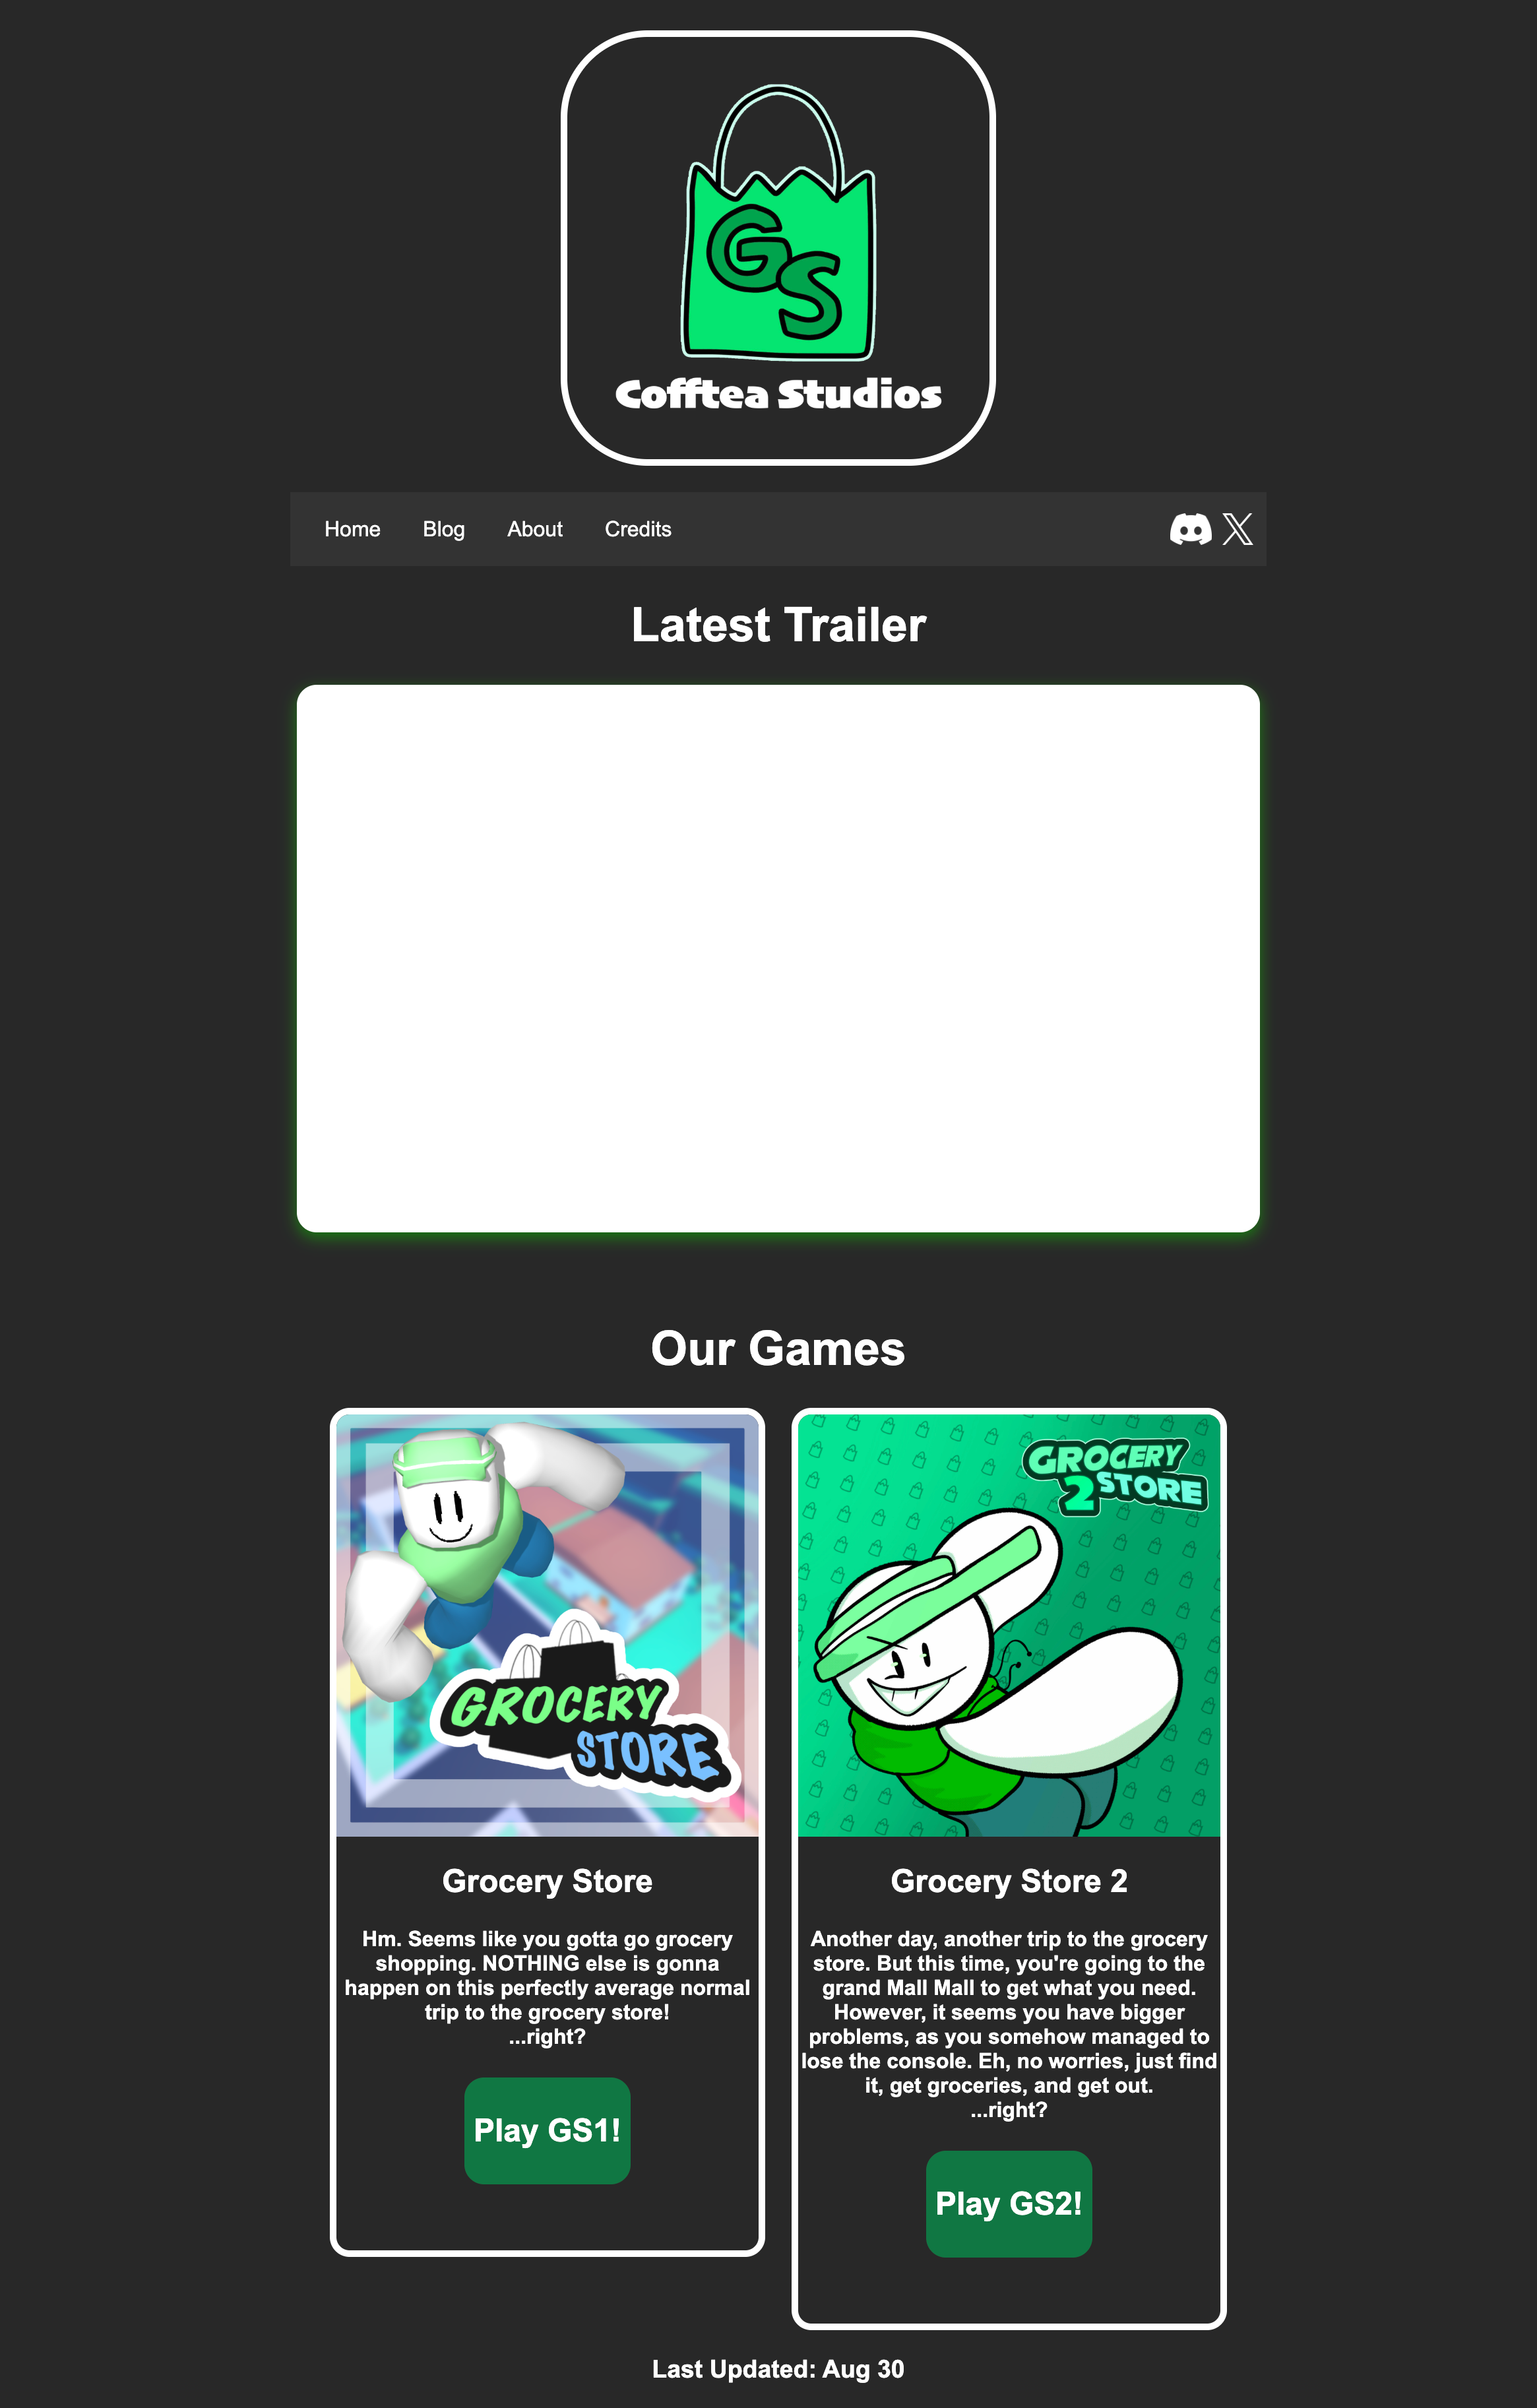 GS
Cofftea Studios
Home Blog About Credits
Latest Trailer
Our Games
GROCERY
STORE
Grocery Store
Hm. Seems like you gotta go grocery
shopping. NOTHING else is gonna
happen on this perfectly average normal
trip to the grocery store!
...right?
Play GS1!
GROCERY
2 STORE
Grocery Store 2
Another day, another trip to the grocery
store. But this time, you're going to the
grand Mall Mall to get what you need.
However, it seems you have bigger
problems, as you somehow managed to
lose the console. Eh, no worries, just find
it, get groceries, and get out.
...right?
Play GS2!
Last Updated: Aug 30